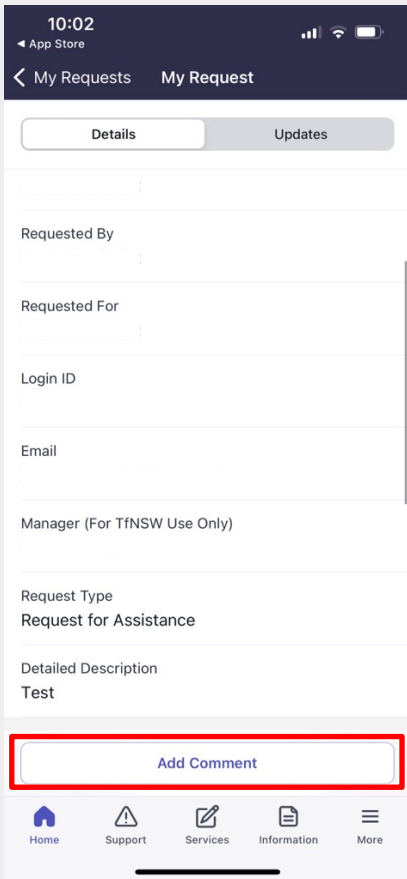 10:02
App Store
My Requests My Request
Details Updates
Requested By
Requested For
Login ID
Email
Manager (For TfNSW Use Only)
Request Type
Request for Assistance
Detailed Description
Test
Add Comment
Home Support Services Information More